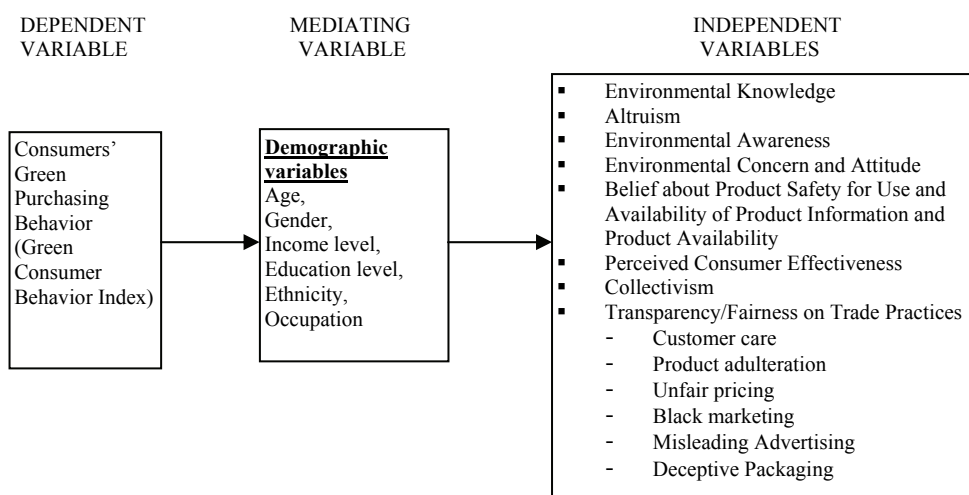 DEPENDENT
VARIABLE
MEDIATING
VARIABLE
INDEPENDENT
VARIABLES
Consumers’
Green
Purchasing
Behavior
(Green
Consumer
Behavior Index)
Demographic
variables
Age,
Gender,
Income level,
Education level,
Ethnicity,
Occupation
▪ Environmental Knowledge
▪ Altruism
▪ Environmental Awareness
▪ Environmental Concern and Attitude
▪ Belief about Product Safety for Use and
Availability of Product Information and
Product Availability
▪ Perceived Consumer Effectiveness
▪ Collectivism
▪ Transparency/Fairness on Trade Practices
- Customer care
- Product adulteration
- Unfair pricing
- Black marketing
- Misleading Advertising
- Deceptive Packaging